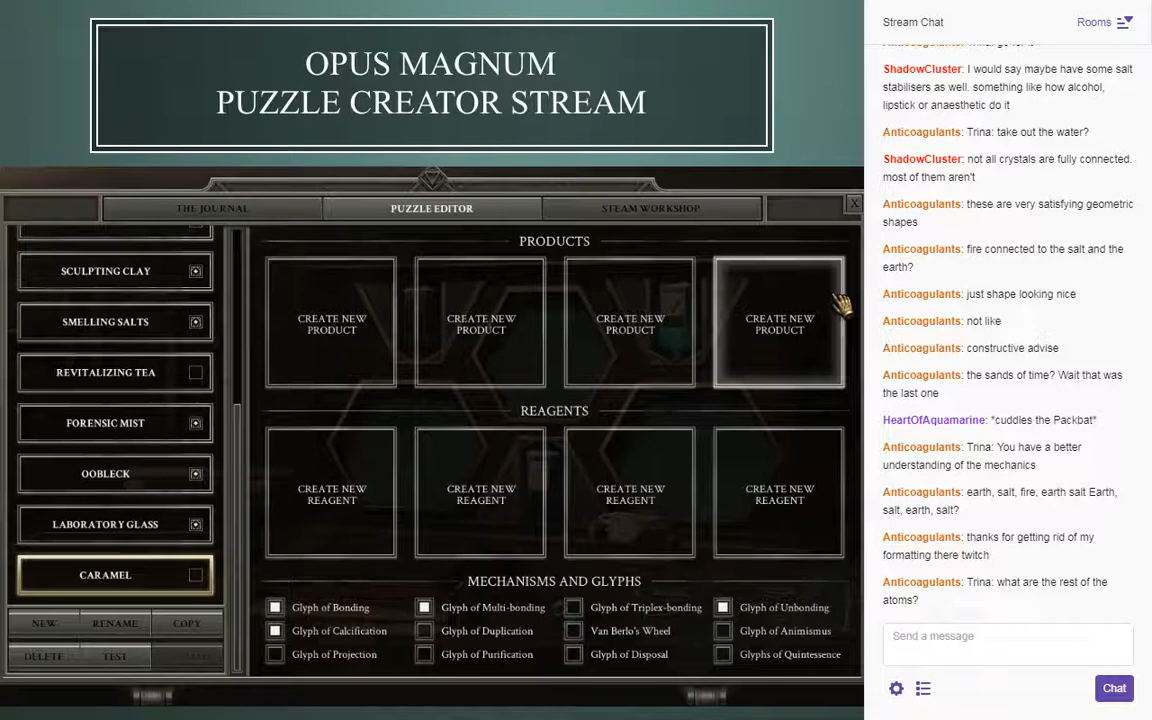 OPUS MAGNUM
PUZZLE CREATOR STREAM
THE JOURNAL
PUZZLE EDITOR
STEAM WORKSHOP
X
SCULPTING CLAY
SMELLING SALTS
REVITALIZING TEA
FORENSIC MIST
OOBLECK
LABORATORY GLASS
CARAMEL
NEW RENAME COPY
DELETE TEST
PRODUCTS
CREATE NEW PRODUCT
CREATE NEW PRODUCT
CREATE NEW PRODUCT
CREATE NEW PRODUCT
REAGENTS
CREATE NEW REAGENT
CREATE NEW REAGENT
CREATE NEW REAGENT
CREATE NEW REAGENT
MECHANISMS AND GLYPHS
Glyph of Bonding Glyph of Multi-bonding Glyph of Triplex-bonding Glyph of Unbonding
Glyph of Calcification Glyph of Duplication Van Berlo's Wheel Glyph of Animismus
Glyph of Projection Glyph of Purification Glyph of Disposal Glyphs of Quintessence
Stream Chat
Rooms
ShadowCluster: I would say maybe have some salt
stabilisers as well. something like how alcohol,
lipstick or anaesthetic do it
Anticoagulants: Trina: take out the water?
ShadowCluster: not all crystals are fully connected.
most of them aren't
Anticoagulants: these are very satisfying geometric
shapes
Anticoagulants: fire connected to the salt and the
earth?
Anticoagulants: just shape looking nice
Anticoagulants: not like
Anticoagulants: constructive advise
Anticoagulants: the sands of time? Wait that was
the last one
HeartOfAquamarine: *cuddles the Packbat*
Anticoagulants: Trina: You have a better
understanding of the mechanics
Anticoagulants: earth, salt, fire, earth salt Earth,
salt, earth, salt?
Anticoagulants: thanks for getting rid of my
formatting there twitch
Anticoagulants: Trina: what are the rest of the
atoms?
Send a message
Chat